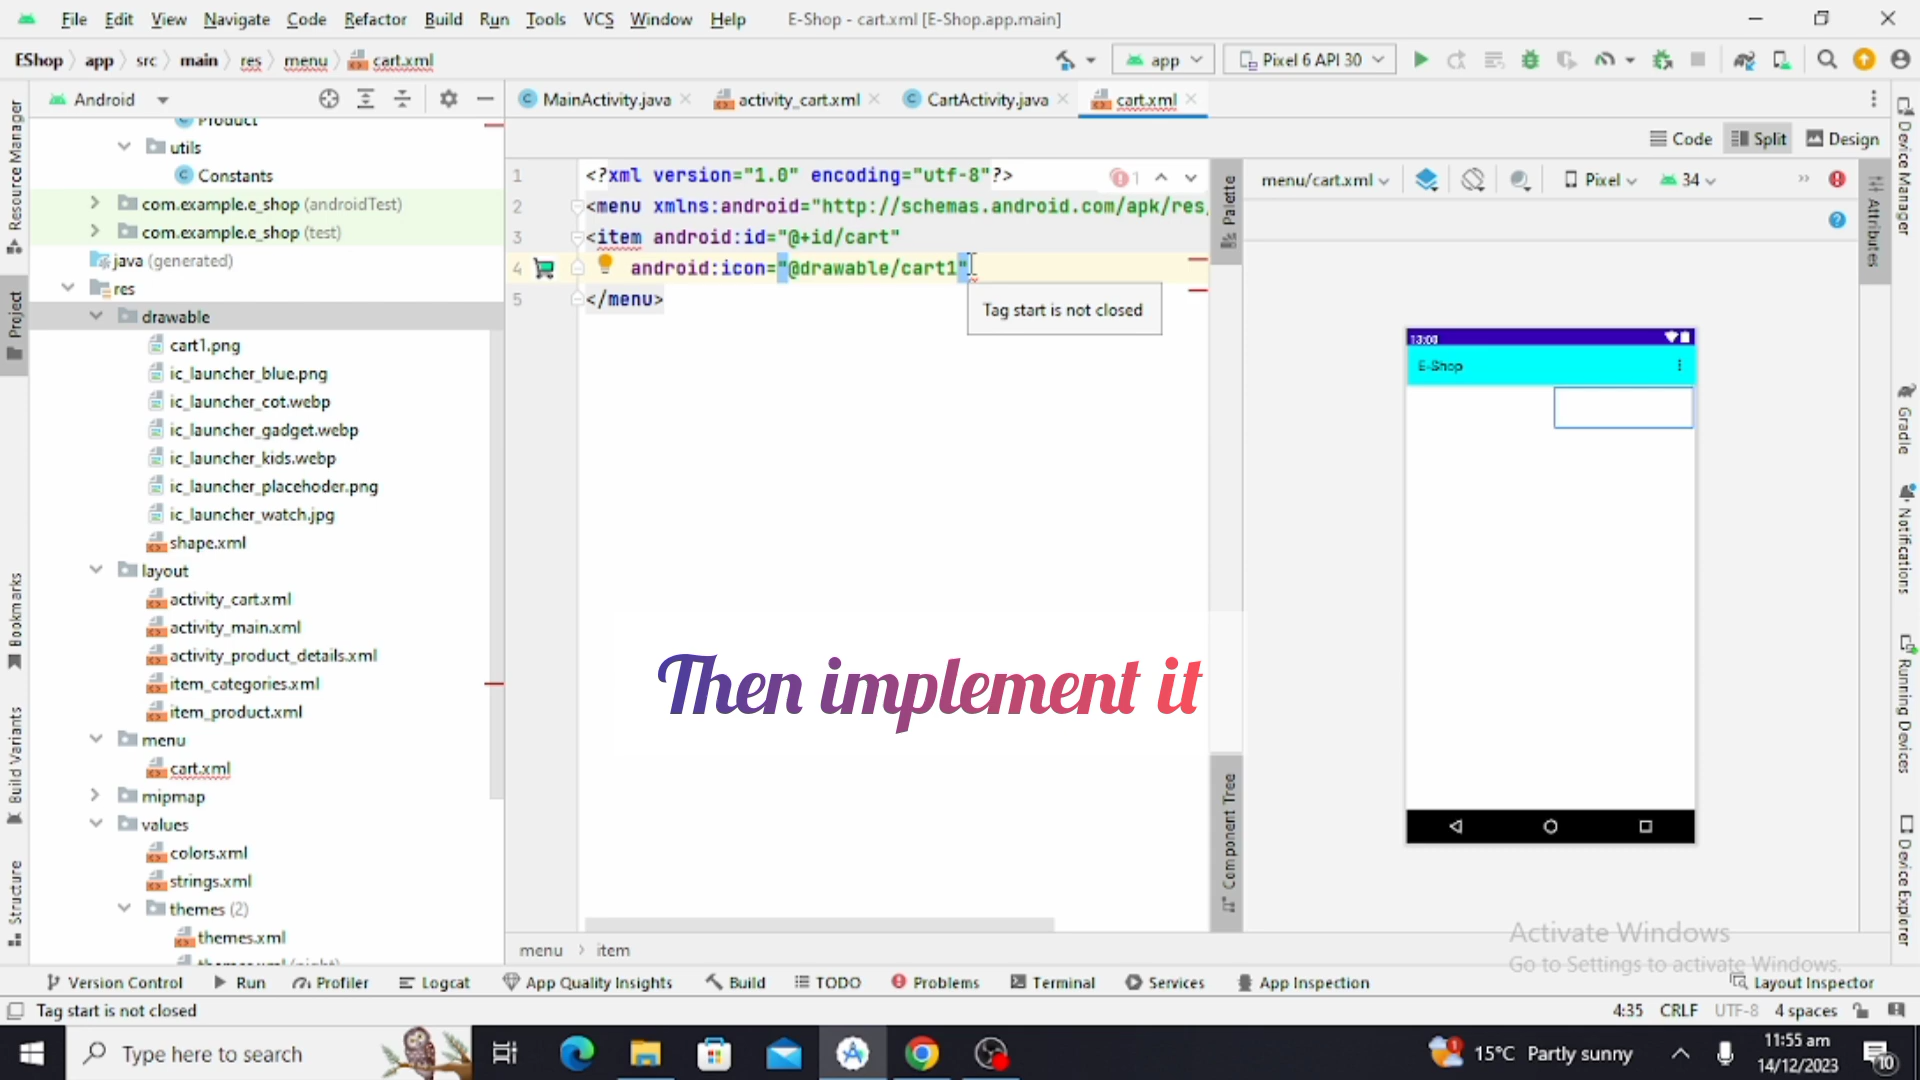 File Edit View Navigate Code Refactor Build Run Tools VCS Window Help E-Shop - cart.xml [E-Shop.app.main]
EShop app src main res menu cart.xml app Pixel 6 API 30
Android MainActivity.java activity_cart.xml CartActivity.java cart.xml
Code Split Design
Resource Manager
Project
Bookmarks
Build Variants
Structure
Product
utils
Constants
com.example.e_shop (androidTest)
com.example.e_shop (test)
java (generated)
res
drawable
cart1.png
ic_launcher_blue.png
ic_launcher_cot.webp
ic_launcher_gadget.webp
ic_launcher_kids.webp
ic_launcher_placehoder.png
ic_launcher_watch.jpg
shape.xml
layout
activity_cart.xml
activity_main.xml
activity_product_details.xml
item_categories.xml
item_product.xml
menu
cart.xml
mipmap
values
colors.xml
strings.xml
themes (2)
themes.xml
1 <?xml version="1.0" encoding="utf-8"?> 1
2 <menu xmlns:android="http://schemas.android.com/apk/res/
3 <item android:id="@+id/cart"
4 android:icon="@drawable/cart1"
5 </menu>
Tag start is not closed
Then implement it
Palette
Component Tree
menu/cart.xml Pixel 34
13:00
E-Shop
Attributes
Device Manager
Gradle
Notifications
Running Devices
Device Explorer
menu item
Activate Windows
Go to Settings to activate Windows.
Version Control Run Profiler Logcat App Quality Insights Build TODO Problems Terminal Services App Inspection Layout Inspector
Tag start is not closed 4:35 CRLF UTF-8 4 spaces
Type here to search 15°C Partly sunny 11:55 am
14/12/2023 10